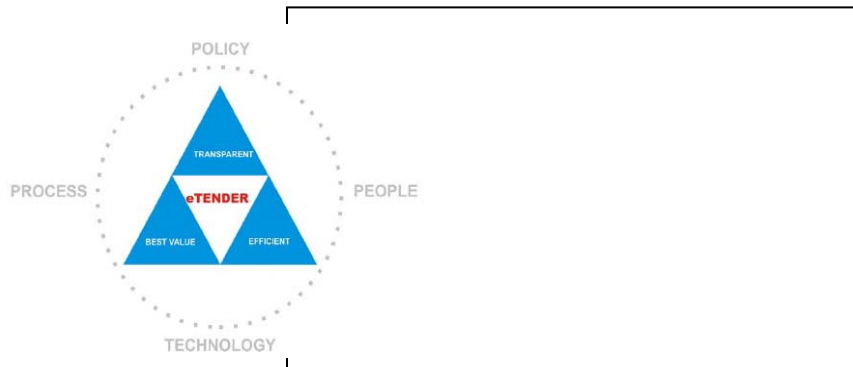 POLICY
TRANSPARENT
PROCESS
eTENDER
PEOPLE
BEST VALUE
EFFICIENT
TECHNOLOGY